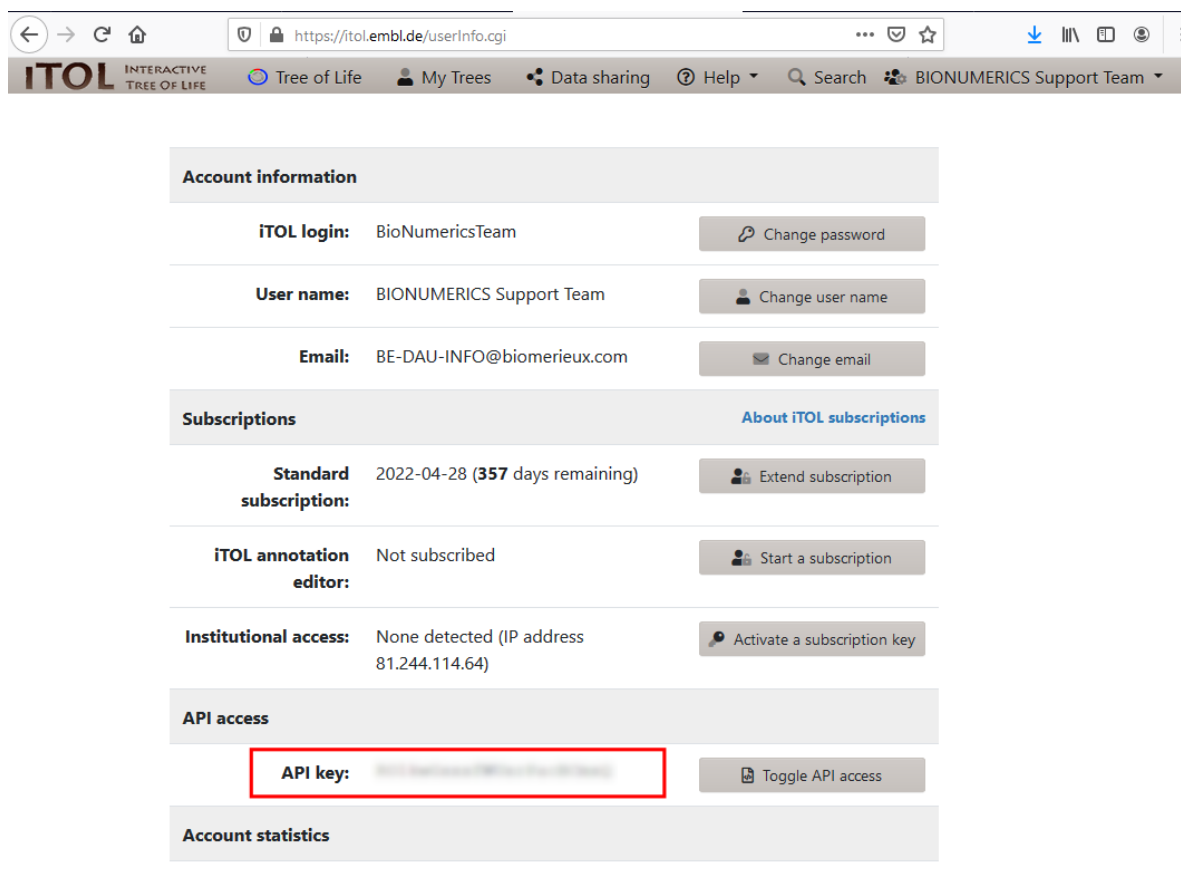 https://itol.embl.de/userInfo.cgi
iTOL INTERACTIVE TREE OF LIFE Tree of Life My Trees Data sharing Help Search BIONUMERICS Support Team
Account information
iTOL login: BioNumericsTeam Change password
User name: BIONUMERICS Support Team Change user name
Email: BE-DAU-INFO@biomerieux.com Change email
Subscriptions About iTOL subscriptions
Standard 2022-04-28 (357 days remaining) Extend subscription
subscription:
iTOL annotation Not subscribed Start a subscription
editor:
Institutional access: None detected (IP address Activate a subscription key
81.244.114.64)
API access
API key: Toggle API access
Account statistics